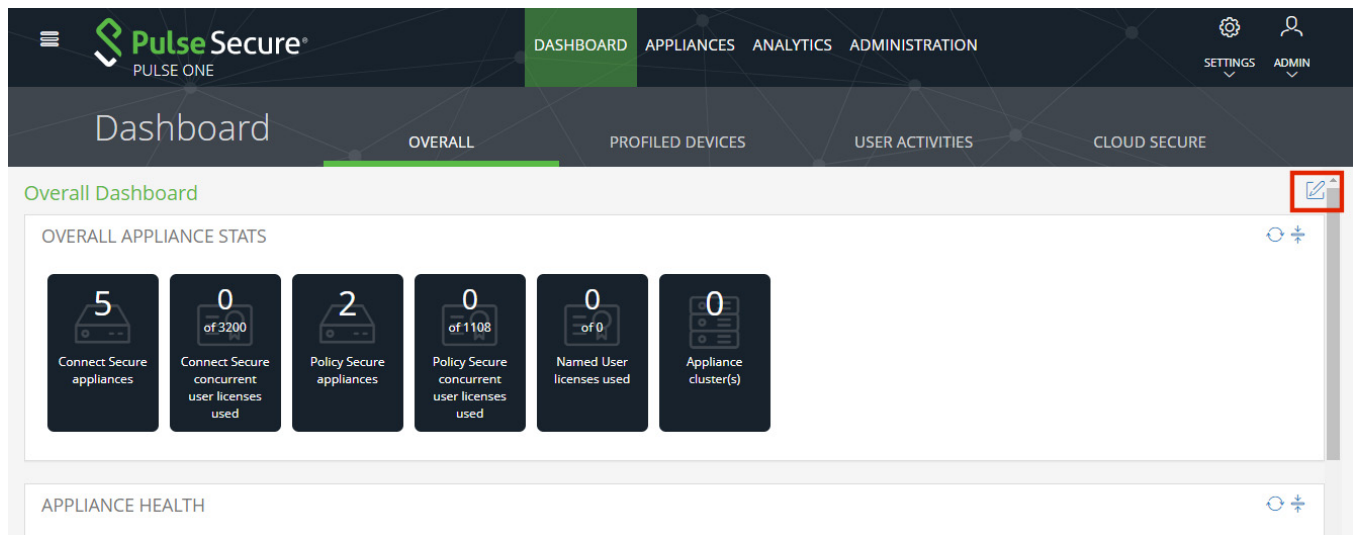 Pulse Secure®
PULSE ONE
DASHBOARD APPLIANCES ANALYTICS ADMINISTRATION
SETTINGS ADMIN
Dashboard OVERALL PROFILED DEVICES USER ACTIVITIES CLOUD SECURE
Overall Dashboard
OVERALL APPLIANCE STATS
5
Connect Secure
appliances
0
of 3200
Connect Secure
concurrent
user licenses
used
2
Policy Secure
appliances
0
of 1108
Policy Secure
concurrent
user licenses
used
0
of 0
Named User
licenses used
0
Appliance
cluster(s)
APPLIANCE HEALTH